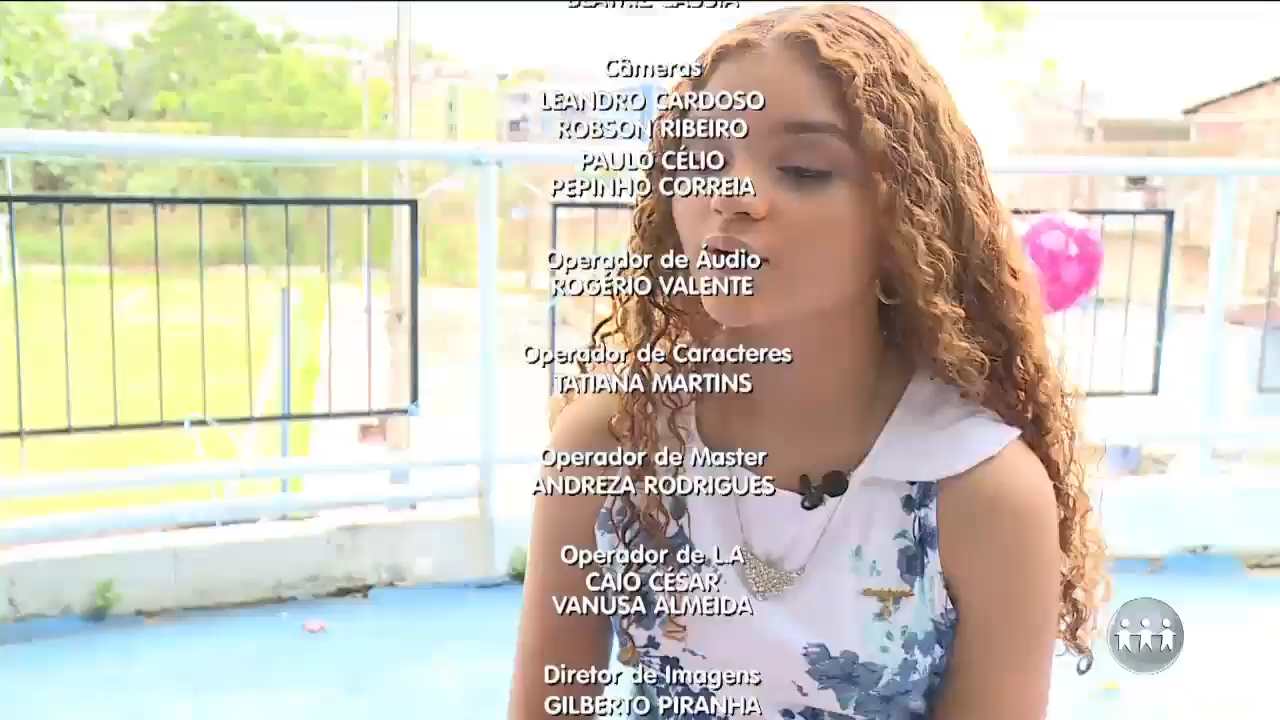 Câmeras
LEANDRO CARDOSO
ROBSON RIBEIRO
PAULO CÉLIO
PEPINHO CORREIA
Operador de Áudio
ROGÉRIO VALENTE
Operador de Caracteres
TATIANA MARTINS
Operador de Master
ANDREZA RODRIGUES
Operador de L.A
CAIO CÉSAR
VANUSA ALMEIDA
Diretor de Imagens
GILBERTO PIRANHA